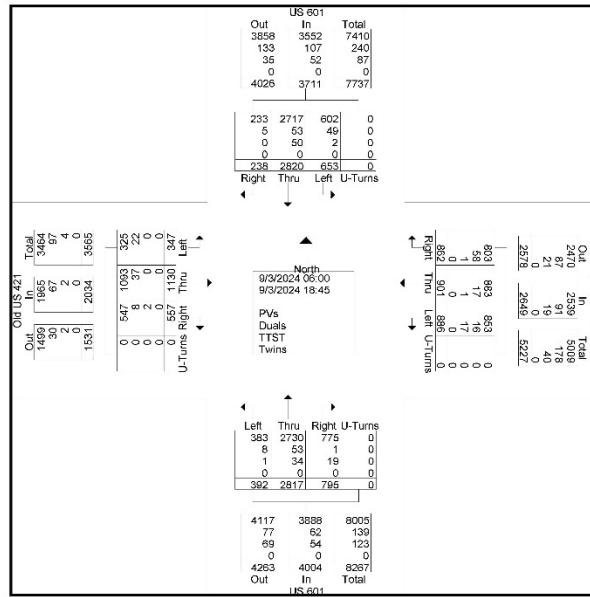 US 601
Out In Total
3858 3552 7410
133 107 240
35 52 87
0 0 0
4026 3711 7737
233 2717 602 0
5 53 49 0
0 50 2 0
0 0 0 0
238 2820 653 0
Right Thru Left U-Turns
Old US 421
Total In Out
3464 1965 1499
97 67 30
4 2 2
0 0 0
3565 2034 1531
325 1093 547 0
22 37 8 0
0 0 2 0
0 0 0 0
347 1130 557 0
Left Thru Right U-Turns
North
9/3/2024 06:00
9/3/2024 18:45
PVs
Duals
TTST
Twins
Right Thru Left U-Turns
803 883 853 0
58 17 16 0
1 1 17 0
0 0 0 0
862 901 886
Out In Total
2470 2539 5009
87 91 178
21 19 40
0 0 0
2578 2649 5227
Left Thru Right U-Turns
383 2730 775 0
8 53 1 0
1 34 19 0
0 0 0 0
392 2817 795 0
4117 3888 8005
77 62 139
69 54 123
0 0 0
4263 4004 8267
Out In Total
US 601